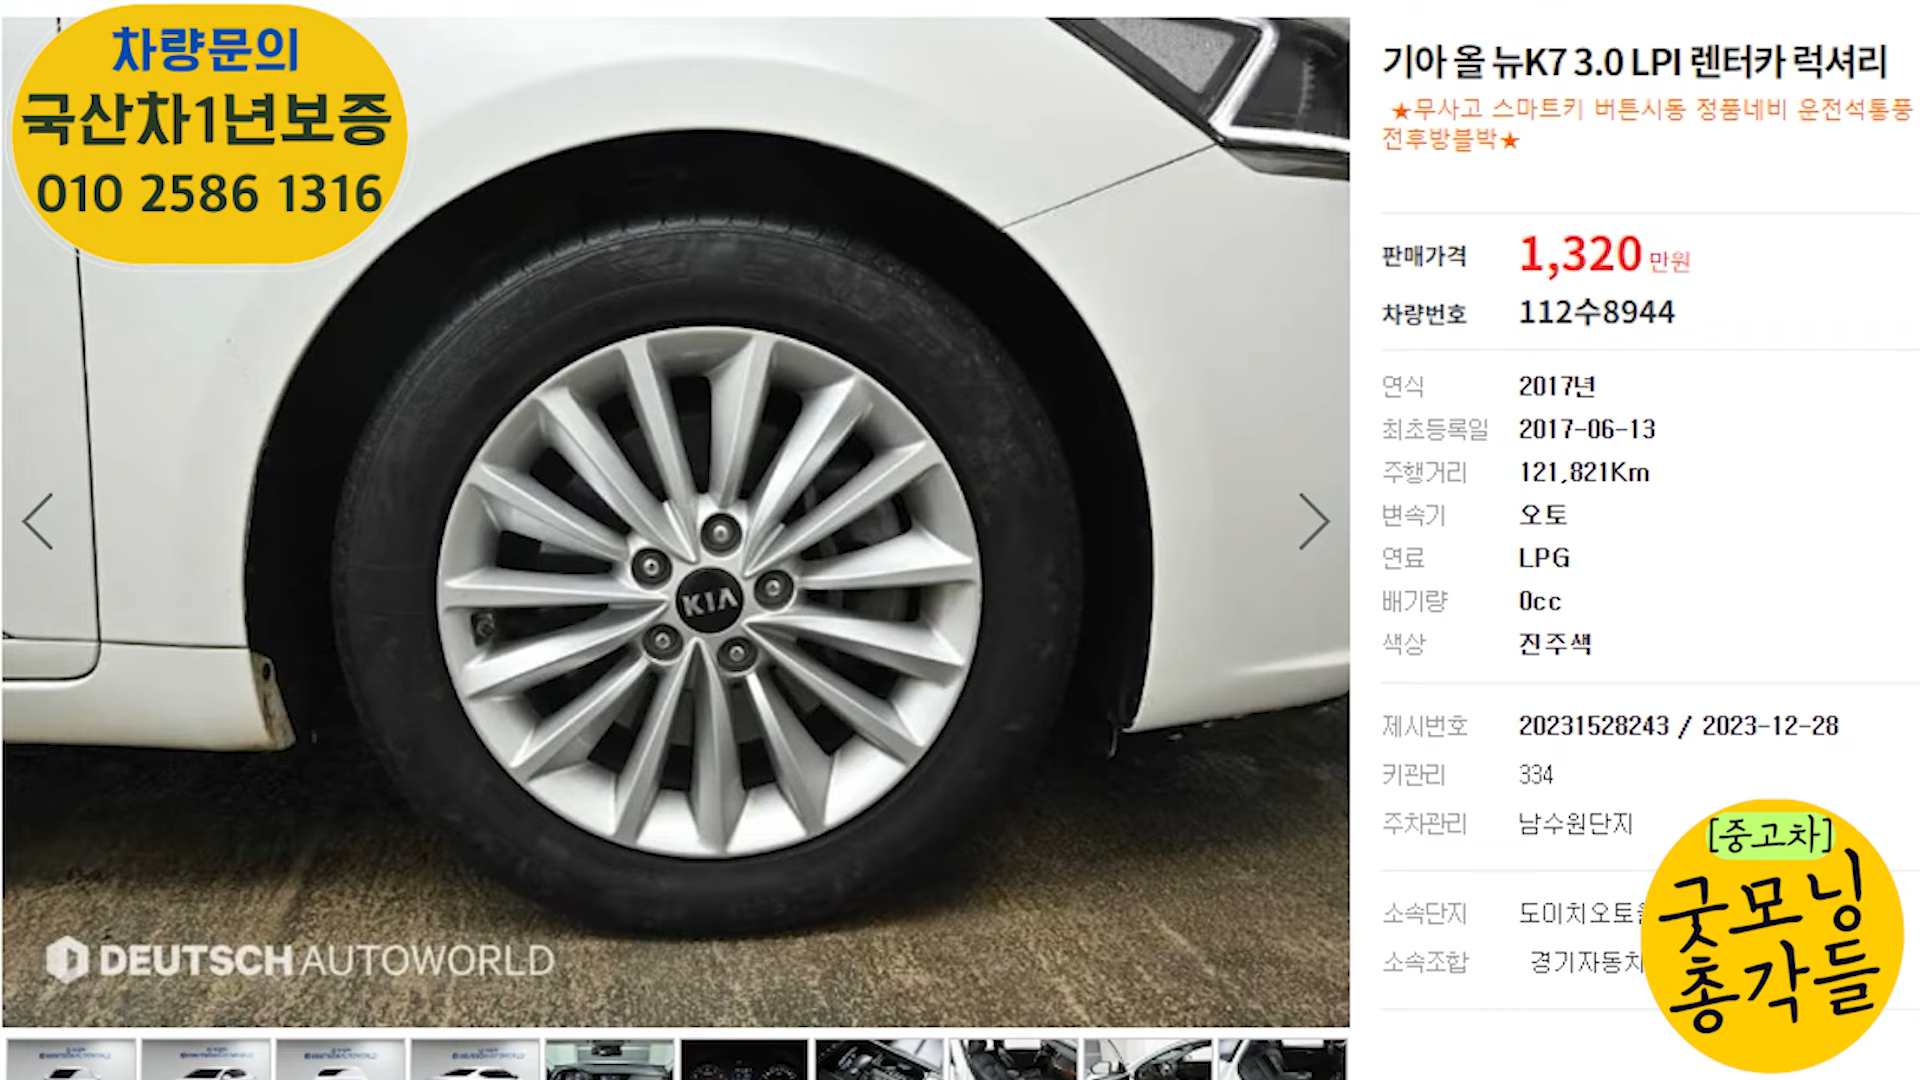 차량문의
국산차1년보증
010 2586 1316
KIA
DEUTSCH AUTOWORLD
기아 올 뉴K7 3.0 LPI 렌터카 럭셔리
★무사고 스마트키 버튼시동 정품네비 운전석통풍
전후방블박★
판매가격 1,320 만원
차량번호 112수8944
연식 2017년
최초등록일 2017-06-13
주행거리 121,821Km
변속기 오토
연료 LPG
배기량 0cc
색상 진주색
제시번호 20231528243 / 2023-12-28
키관리 334
주차관리 남수원단지
소속단지 도이치오토
소속조합 경기자동차
[중고차]
굿모닝
총각들